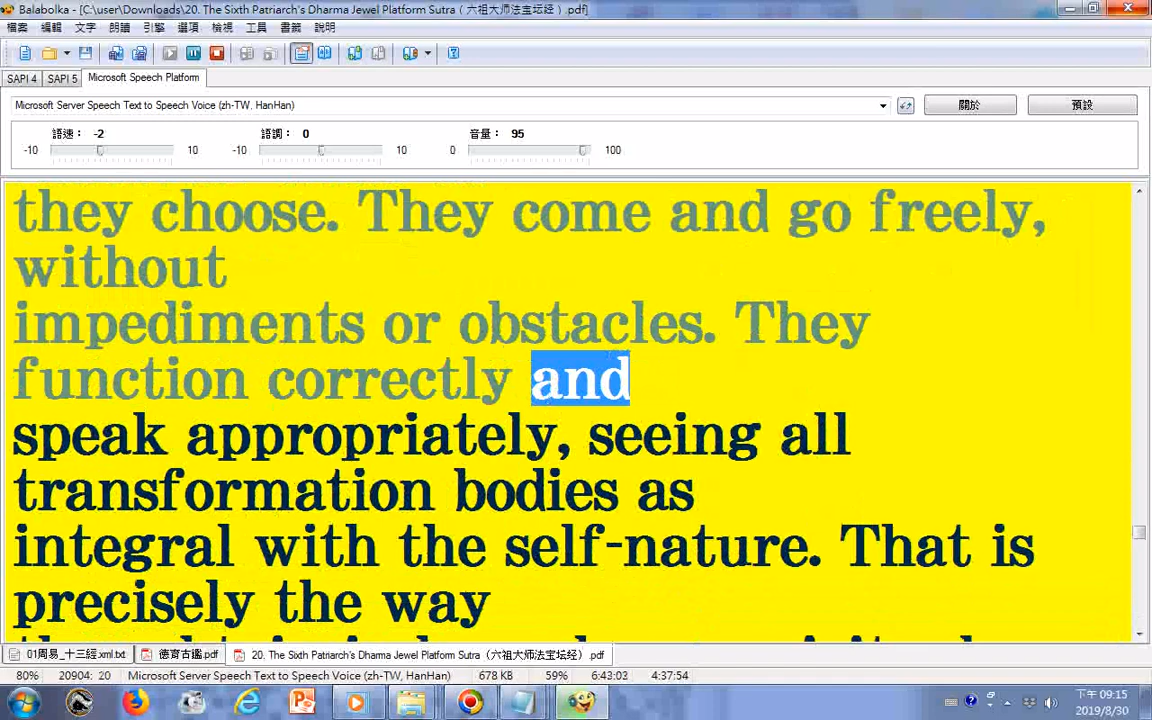 Balabolka - [C:\user\Downloads\20. The Sixth Patriarch's Dharma Jewel Platform Sutra（六祖大师法宝坛经）.pdf]
檔案 編輯 文字 朗讀 引擎 選項 檢視 工具 書籤 說明
SAPI 4 SAPI 5 Microsoft Speech Platform
Microsoft Server Speech Text to Speech Voice (zh-TW, HanHan) 關於 預設
語速： -2 語調： 0 音量： 95
-10 10 -10 10 0 100
they choose. They come and go freely,
without
impediments or obstacles. They
function correctly and
speak appropriately, seeing all
transformation bodies as
integral with the self-nature. That is
precisely the way
01周易_十三經.xml.txt 德育古鑑.pdf 20. The Sixth Patriarch's Dharma Jewel Platform Sutra（六祖大师法宝坛经）.pdf
80% 20904: 20 Microsoft Server Speech Text to Speech Voice (zh-TW, HanHan) 678 KB 59% 6:43:03 4:37:54
下午 09:15
2019/8/30